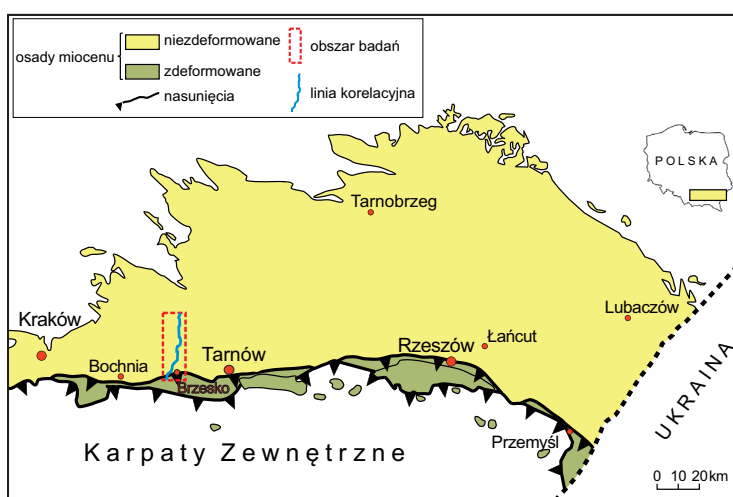 osady miocenu
niezdeformowane
zdeformowane
nasunięcia
obszar badań
linia korelacyjna
POLSKA
Tarnobrzeg
Lubaczów
Kraków
Łańcut
Rzeszów
Bochnia
Tarnów
Brzesko
Przemyśl
UKRAINA
Karpaty Zewnętrzne
0 10 20km